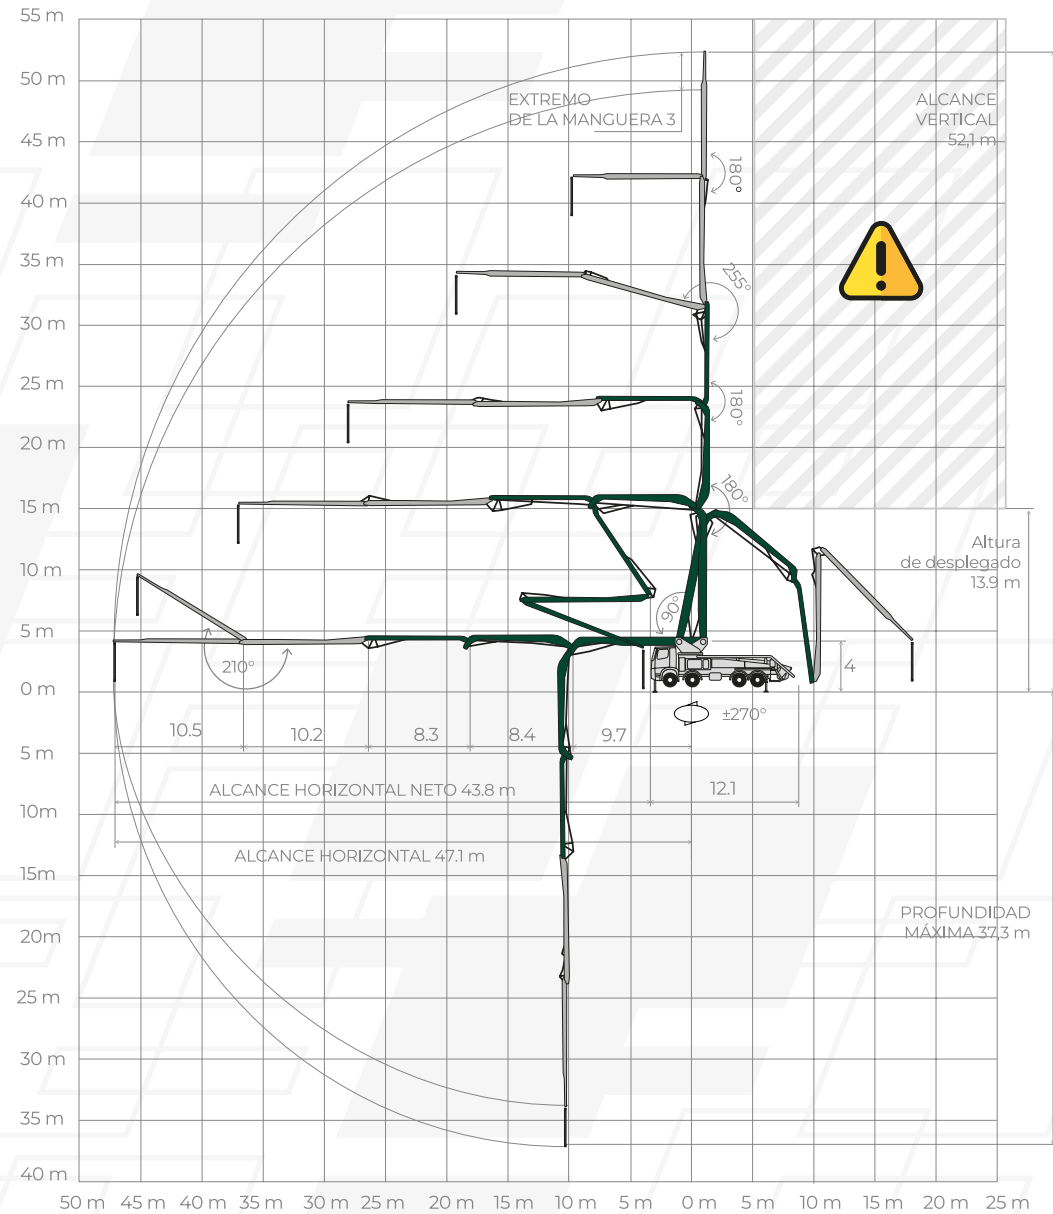 55 m
50 m
45 m
40 m
35 m
30 m
25 m
20 m
15 m
10 m
5 m
0 m
5 m
10m
15m
20m
25 m
30 m
35 m
40 m
50 m
45 m
40 m
35 m
30 m
25 m
20 m
15 m
10 m
5 m
0 m
5 m
10 m
15 m
20 m
25 m
EXTREMO
DE LA MANGUERA 3
ALCANCE
VERTICAL
52,1 m
180°
255°
180°
180°
90°
210°
Altura
de desplegado
13.9 m
4
±270°
10.5
10.2
8.3
8.4
9.7
12.1
ALCANCE HORIZONTAL NETO 43.8 m
ALCANCE HORIZONTAL 47.1 m
PROFUNDIDAD
MÁXIMA 37,3 m